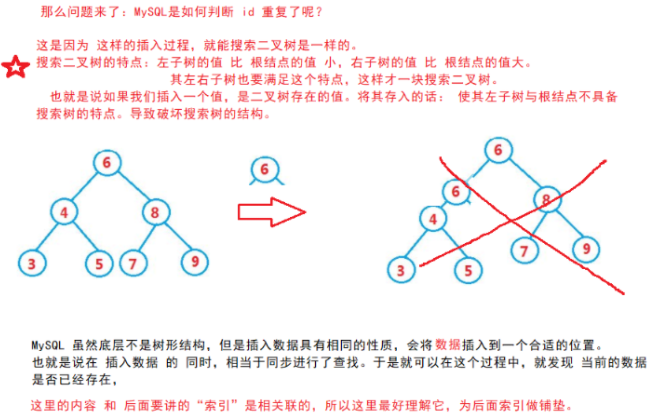 那么问题来了：MySQL是如何判断 id 重复了呢？
这是因为 这样的插入过程，就能搜索二叉树是一样的。
搜索二叉树的特点：左子树的值 比 根结点的值 小，右子树的值 比 根结点的值大。
其左右子树也要满足这个特点，这样才一块搜索二叉树。
也就是说如果我们插入一个值，是二叉树存在的值。将其存入的话： 使其左子树与根结点不具备
搜索树的特点。导致破坏搜索树的结构。
6
6
6
4
8
6
8
4
3
5
7
9
3
5
7
9
MySQL 虽然底层不是树形结构，但是插入数据具有相同的性质，会将数据插入到一个合适的位置。
也就是说在 插入数据 的 同时，相当于同步进行了查找。于是就可以在这个过程中，就发现 当前的数据
是否已经存在，
这里的内容 和 后面要讲的“索引”是相关联的，所以这里最好理解它，为后面索引做铺垫。